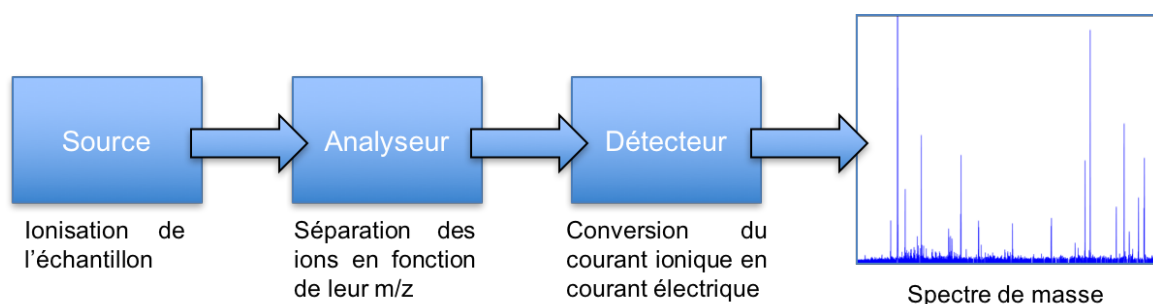 Source
Analyseur
Détecteur
Ionisation de
l'échantillon
Séparation des
ions en fonction
de leur m/z
Conversion du
courant ionique en
courant électrique
Spectre de masse